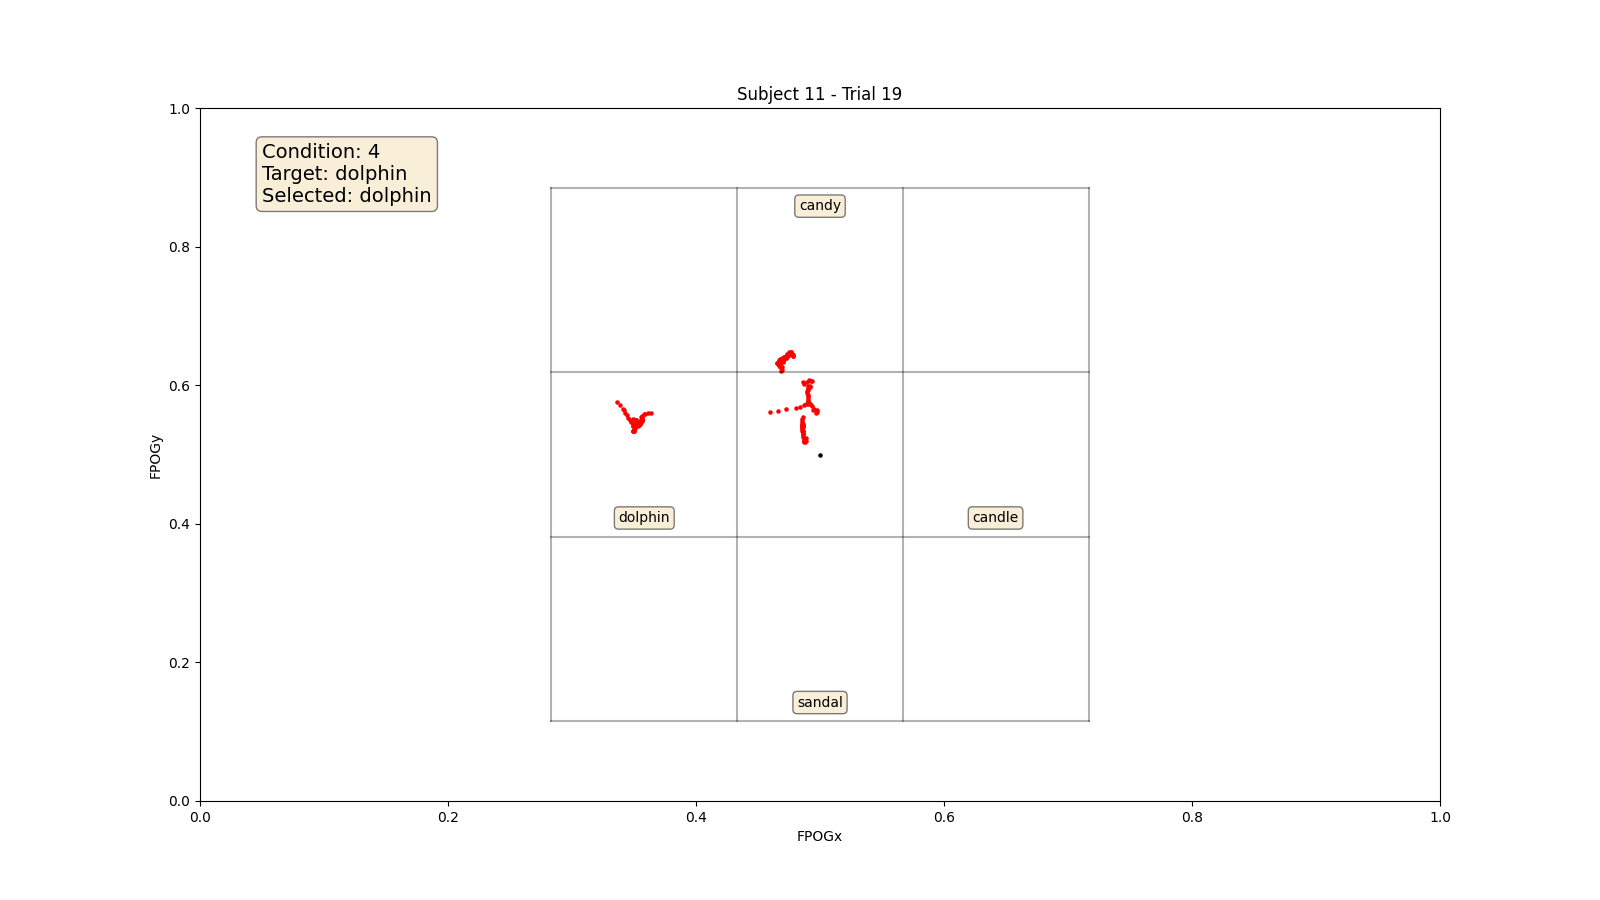 Subject 11 - Trial 19
1.0
Condition: 4
Target: dolphin
Selected: dolphin
candy
0.8
0.6
FPOGy
dolphin
candle
0.4
0.2
sandal
0.0
0.0 0.2 0.4 0.6 0.8 1.0
FPOGx